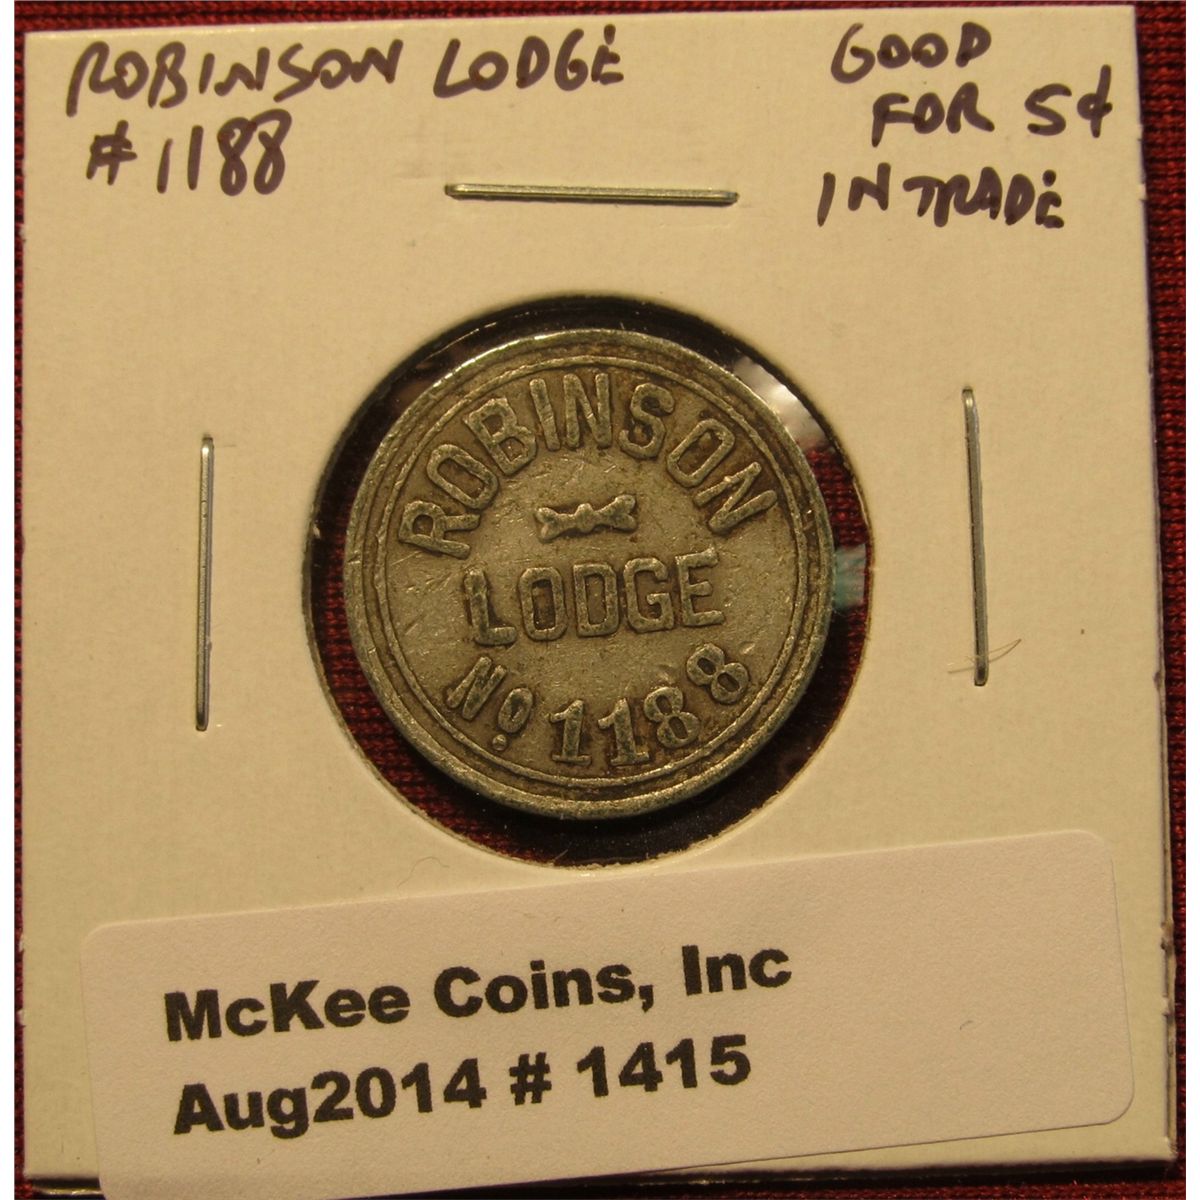 ROBINSON LODGE
#1188
GOOD
FOR 5¢
IN TRADE
ROBINSON
LODGE
No. 1188
McKee Coins, Inc
Aug2014 # 1415